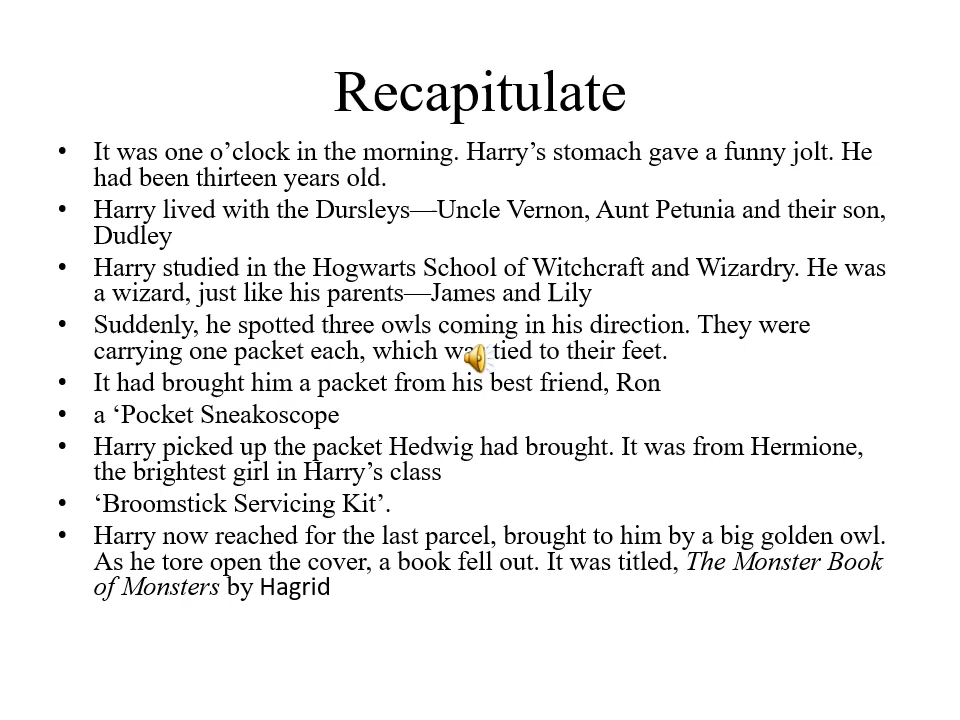 Recapitulate
• It was one o’clock in the morning. Harry’s stomach gave a funny jolt. He
had been thirteen years old.
• Harry lived with the Dursleys—Uncle Vernon, Aunt Petunia and their son,
Dudley
• Harry studied in the Hogwarts School of Witchcraft and Wizardry. He was
a wizard, just like his parents—James and Lily
• Suddenly, he spotted three owls coming in his direction. They were
carrying one packet each, which was tied to their feet.
• It had brought him a packet from his best friend, Ron
• a ‘Pocket Sneakoscope
• Harry picked up the packet Hedwig had brought. It was from Hermione,
the brightest girl in Harry’s class
• ‘Broomstick Servicing Kit’.
• Harry now reached for the last parcel, brought to him by a big golden owl.
As he tore open the cover, a book fell out. It was titled, The Monster Book
of Monsters by Hagrid